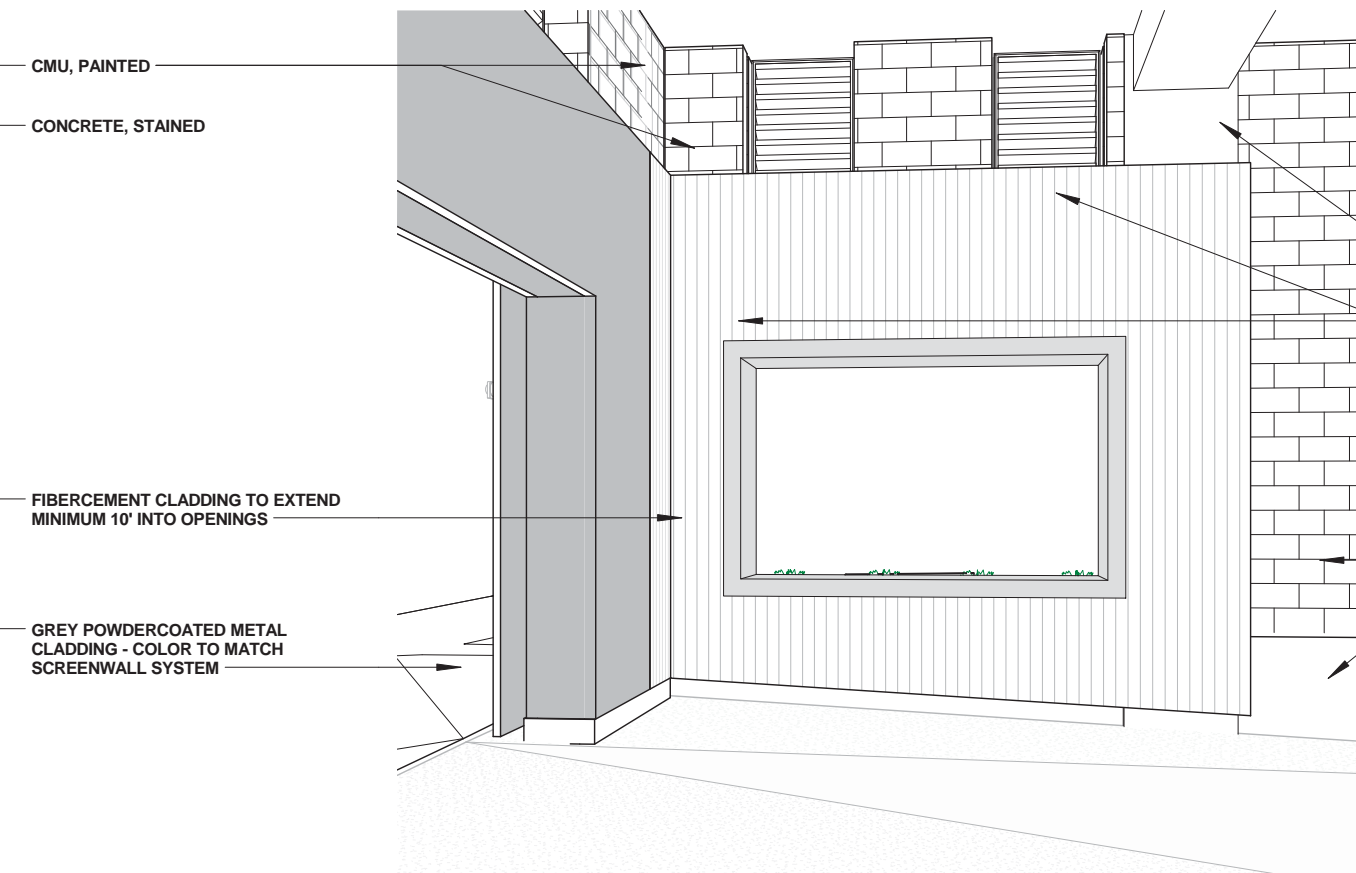 CMU, PAINTED
CONCRETE, STAINED
FIBERCEMENT CLADDING TO EXTEND
MINIMUM 10' INTO OPENINGS
GREY POWDERCOATED METAL
CLADDING - COLOR TO MATCH
SCREENWALL SYSTEM